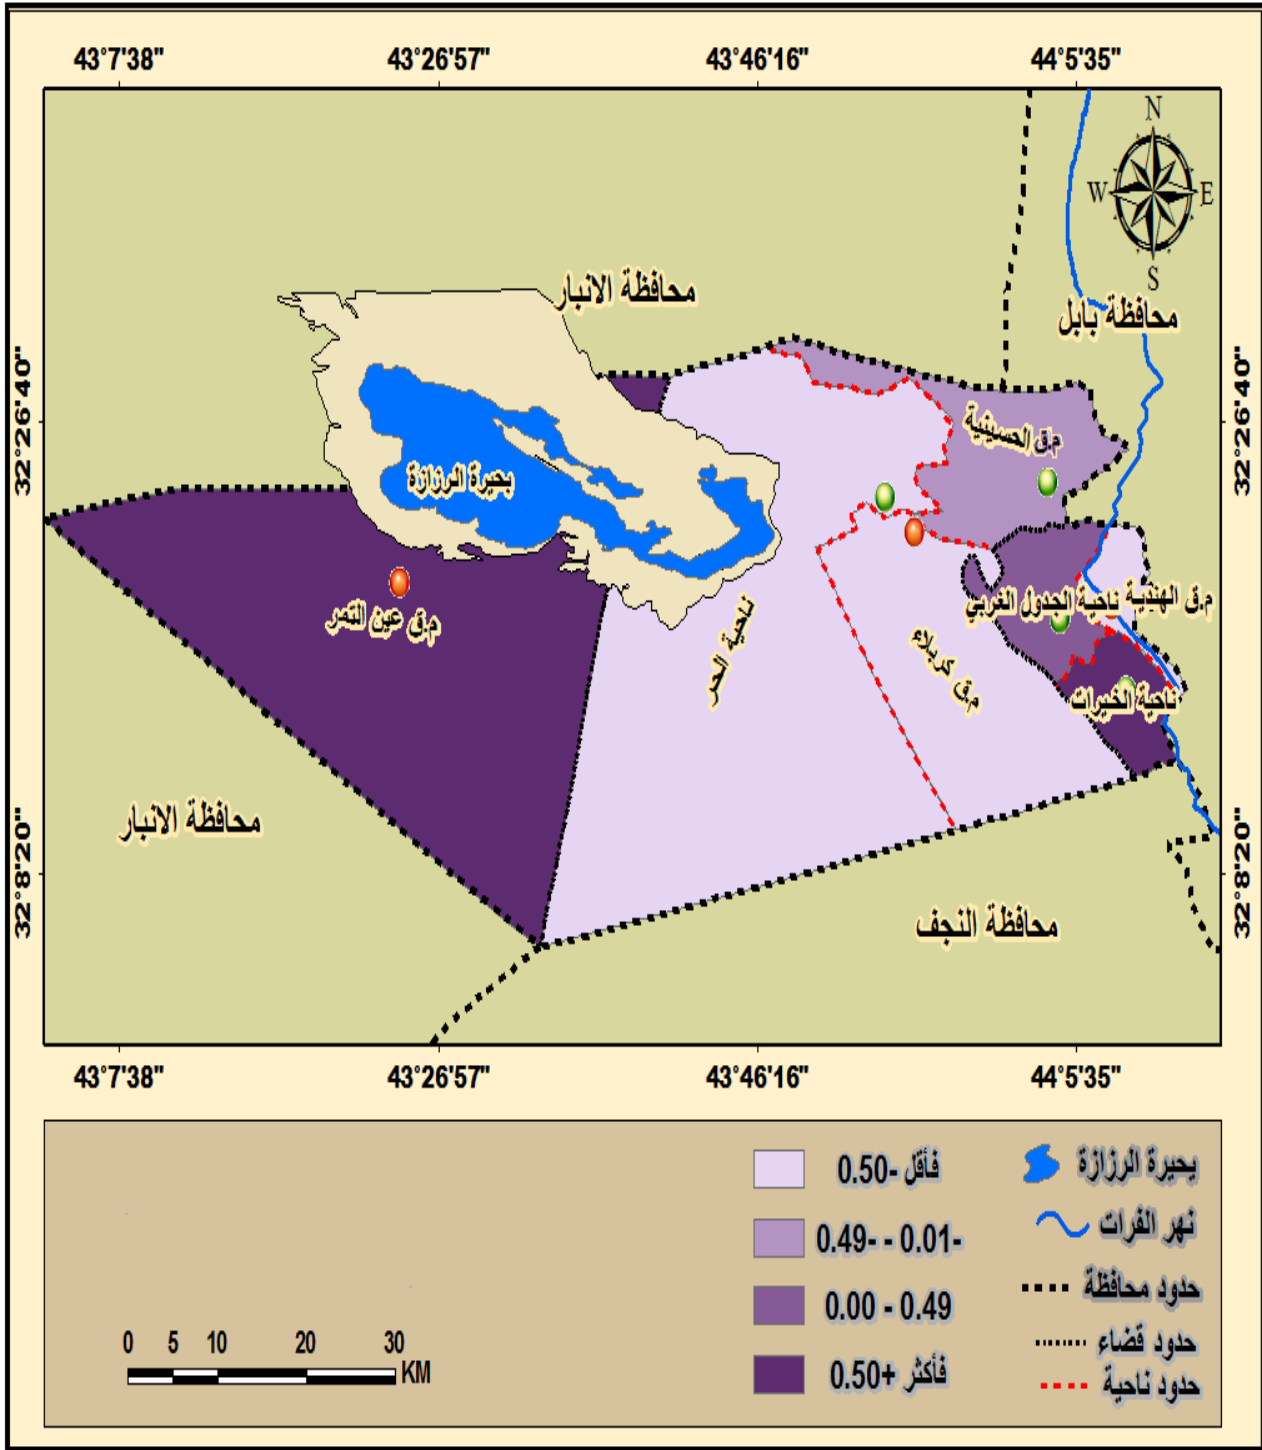 43°7'38"
43°26'57"
43°46'16"
44°5'35"
N
W
E
S
محافظة الانبار
محافظة بابل
32°26'40"
32°26'40"
م.ق الحسينية
بحيرة الرزازة
م.ق عين التمر
ناحية الحر
م.ق كربلاء
ناحية الجدول الغربي
م.ق الهندية
ناحية الخيرات
محافظة الانبار
محافظة النجف
32°8'20"
32°8'20"
43°7'38"
43°26'57"
43°46'16"
44°5'35"
يحيرة الرزازة
نهر الفرات
حدود محافظة
حدود قضاء
حدود ناحية
0.50- فأقل
0.49- - 0.01-
0.00 - 0.49
0.50+ فأكثر
0 5 10 20 30
KM